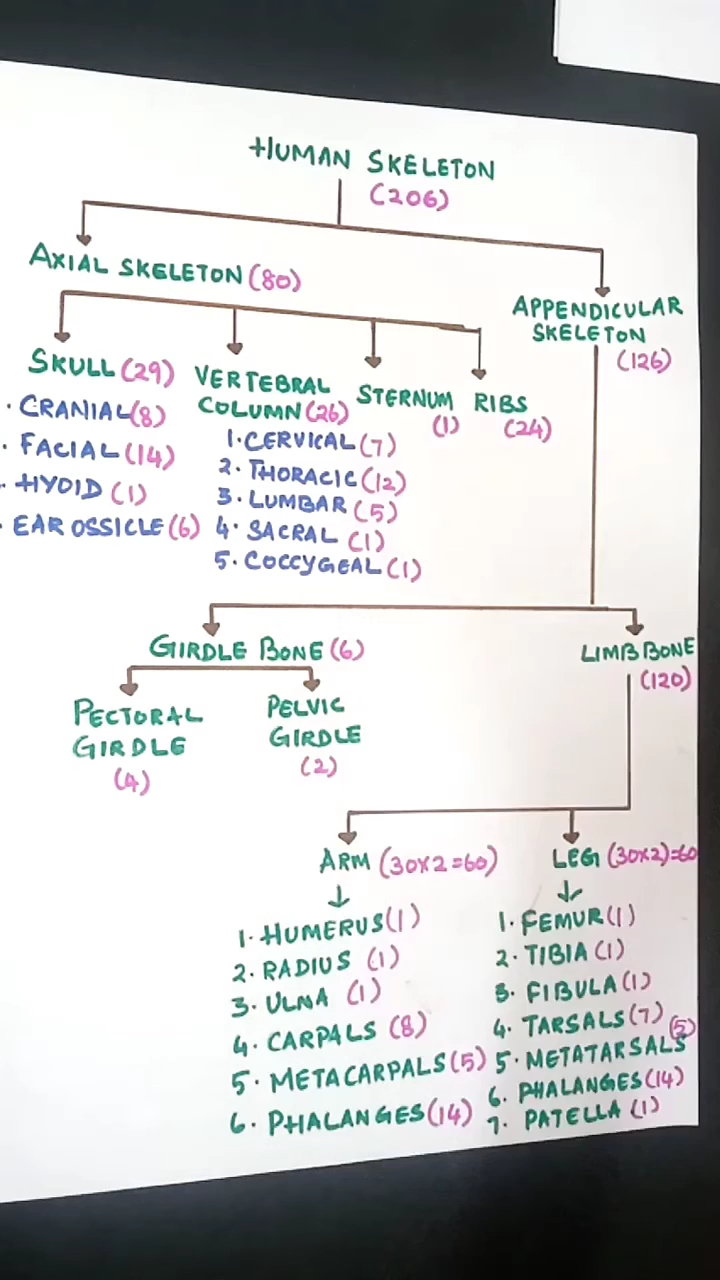 HUMAN SKELETON
(206)
AXIAL SKELETON (80)
APPENDICULAR
SKELETON
(126)
SKULL (29)
. CRANIAL (8)
. FACIAL (14)
. HYOID (1)
. EAR OSSICLE (6)
VERTEBRAL
COLUMN (26)
1. CERVICAL (7)
2. THORACIC (12)
3. LUMBAR (5)
4. SACRAL (1)
5. COCCYGEAL (1)
STERNUM
(1)
RIBS
(24)
GIRDLE BONE (6)
LIMB BONE
(120)
PECTORAL
GIRDLE
(4)
PELVIC
GIRDLE
(2)
ARM (30x2=60)
1. HUMERUS (1)
2. RADIUS (1)
3. ULNA (1)
4. CARPALS (8)
5. METACARPALS (5)
6. PHALANGES (14)
LEG (30x2)=60
1. FEMUR (1)
2. TIBIA (1)
3. FIBULA (1)
4. TARSALS (7)
5. METATARSALS (5)
6. PHALANGES (14)
7. PATELLA (1)